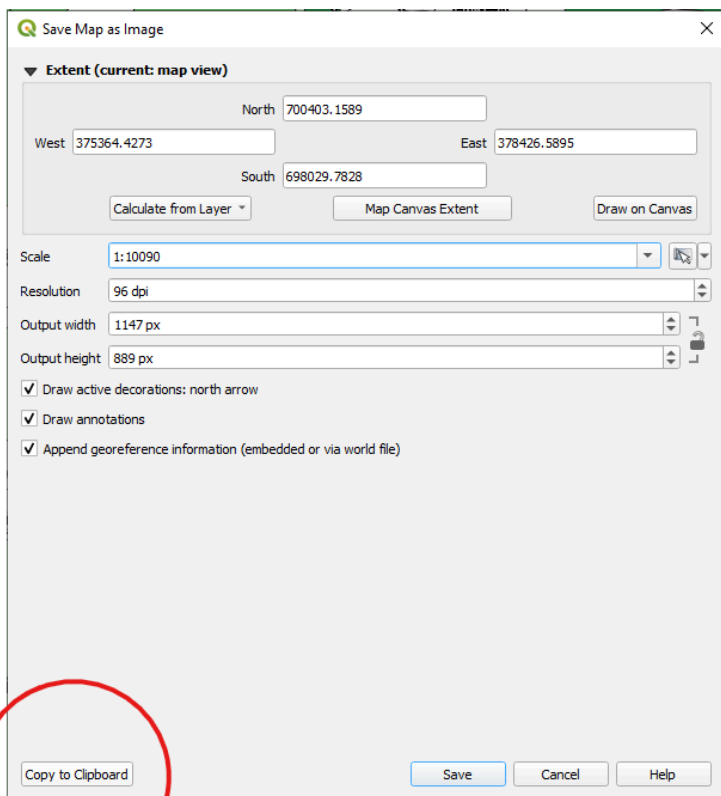 Save Map as Image
Extent (current: map view)
North 700403.1589
West 375364.4273 East 378426.5895
South 698029.7828
Calculate from Layer Map Canvas Extent Draw on Canvas
Scale 1:10090
Resolution 96 dpi
Output width 1147 px
Output height 889 px
Draw active decorations: north arrow
Draw annotations
Append georeference information (embedded or via world file)
Copy to Clipboard Save Cancel Help